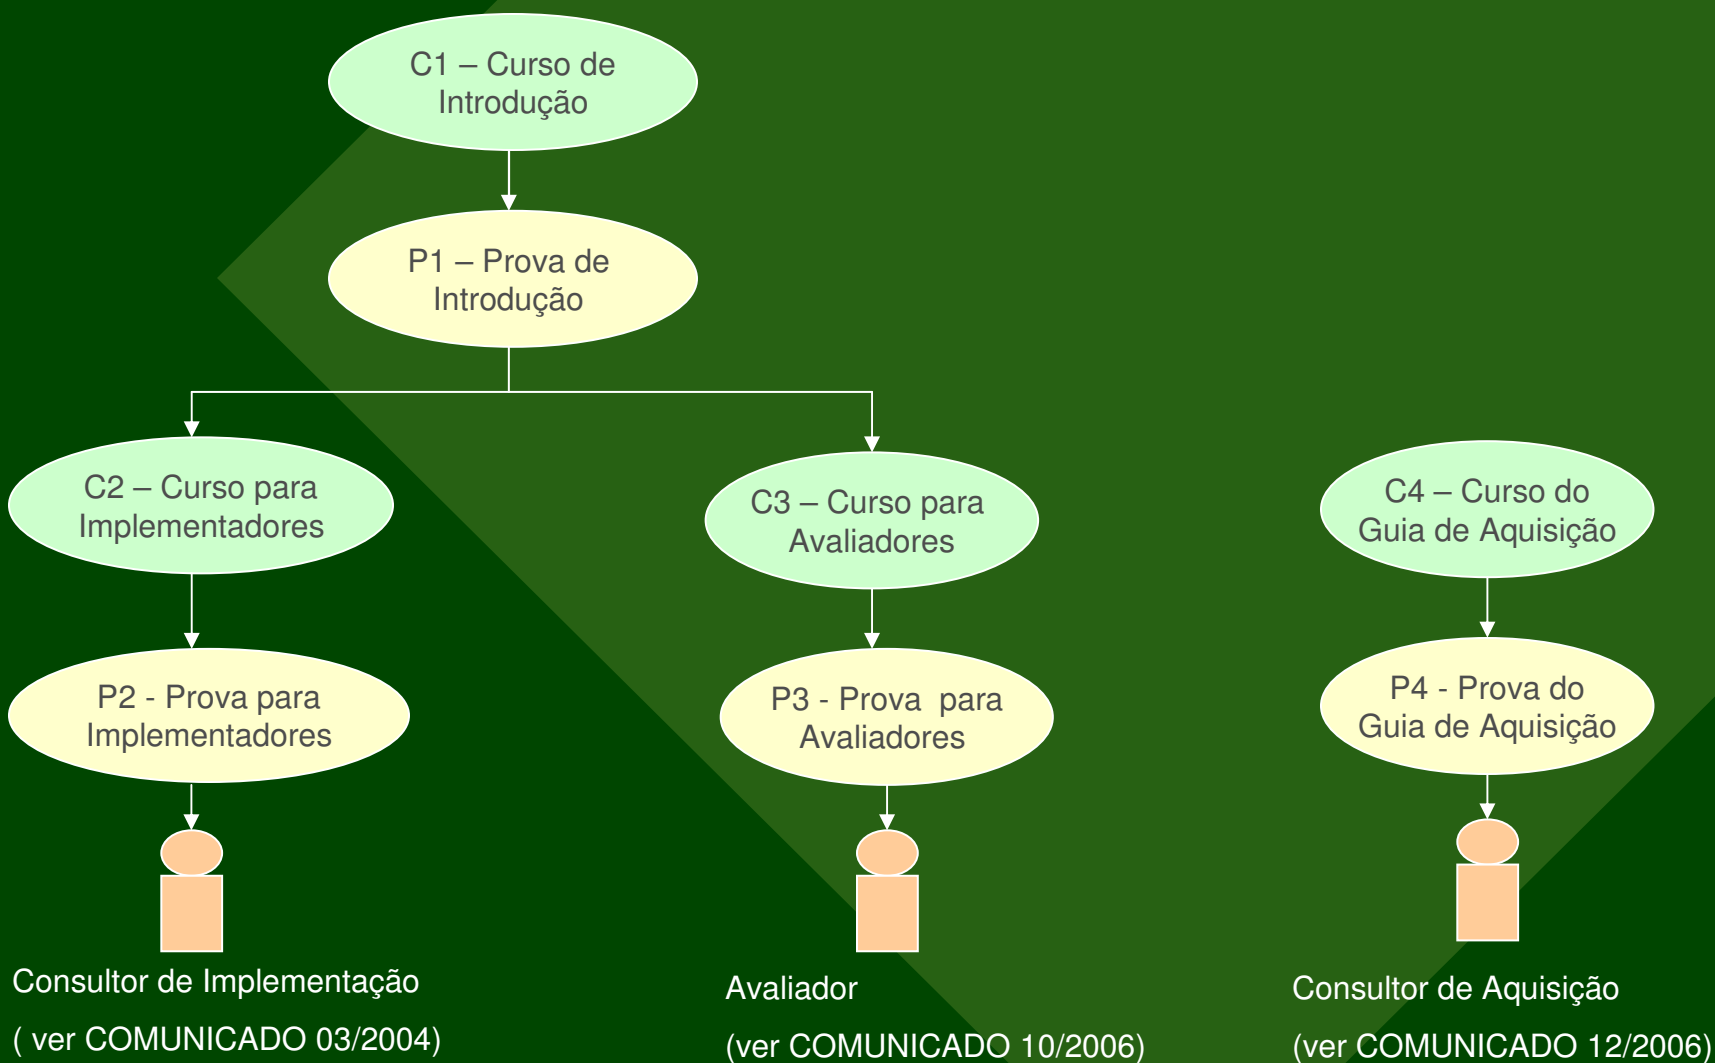 C1 – Curso de
Introdução
P1 – Prova de
Introdução
C2 – Curso para
Implementadores
C3 – Curso para
Avaliadores
C4 – Curso do
Guia de Aquisição
P2 - Prova para
Implementadores
P3 - Prova para
Avaliadores
P4 - Prova do
Guia de Aquisição
Consultor de Implementação
( ver COMUNICADO 03/2004)
Avaliador
(ver COMUNICADO 10/2006)
Consultor de Aquisição
(ver COMUNICADO 12/2006)